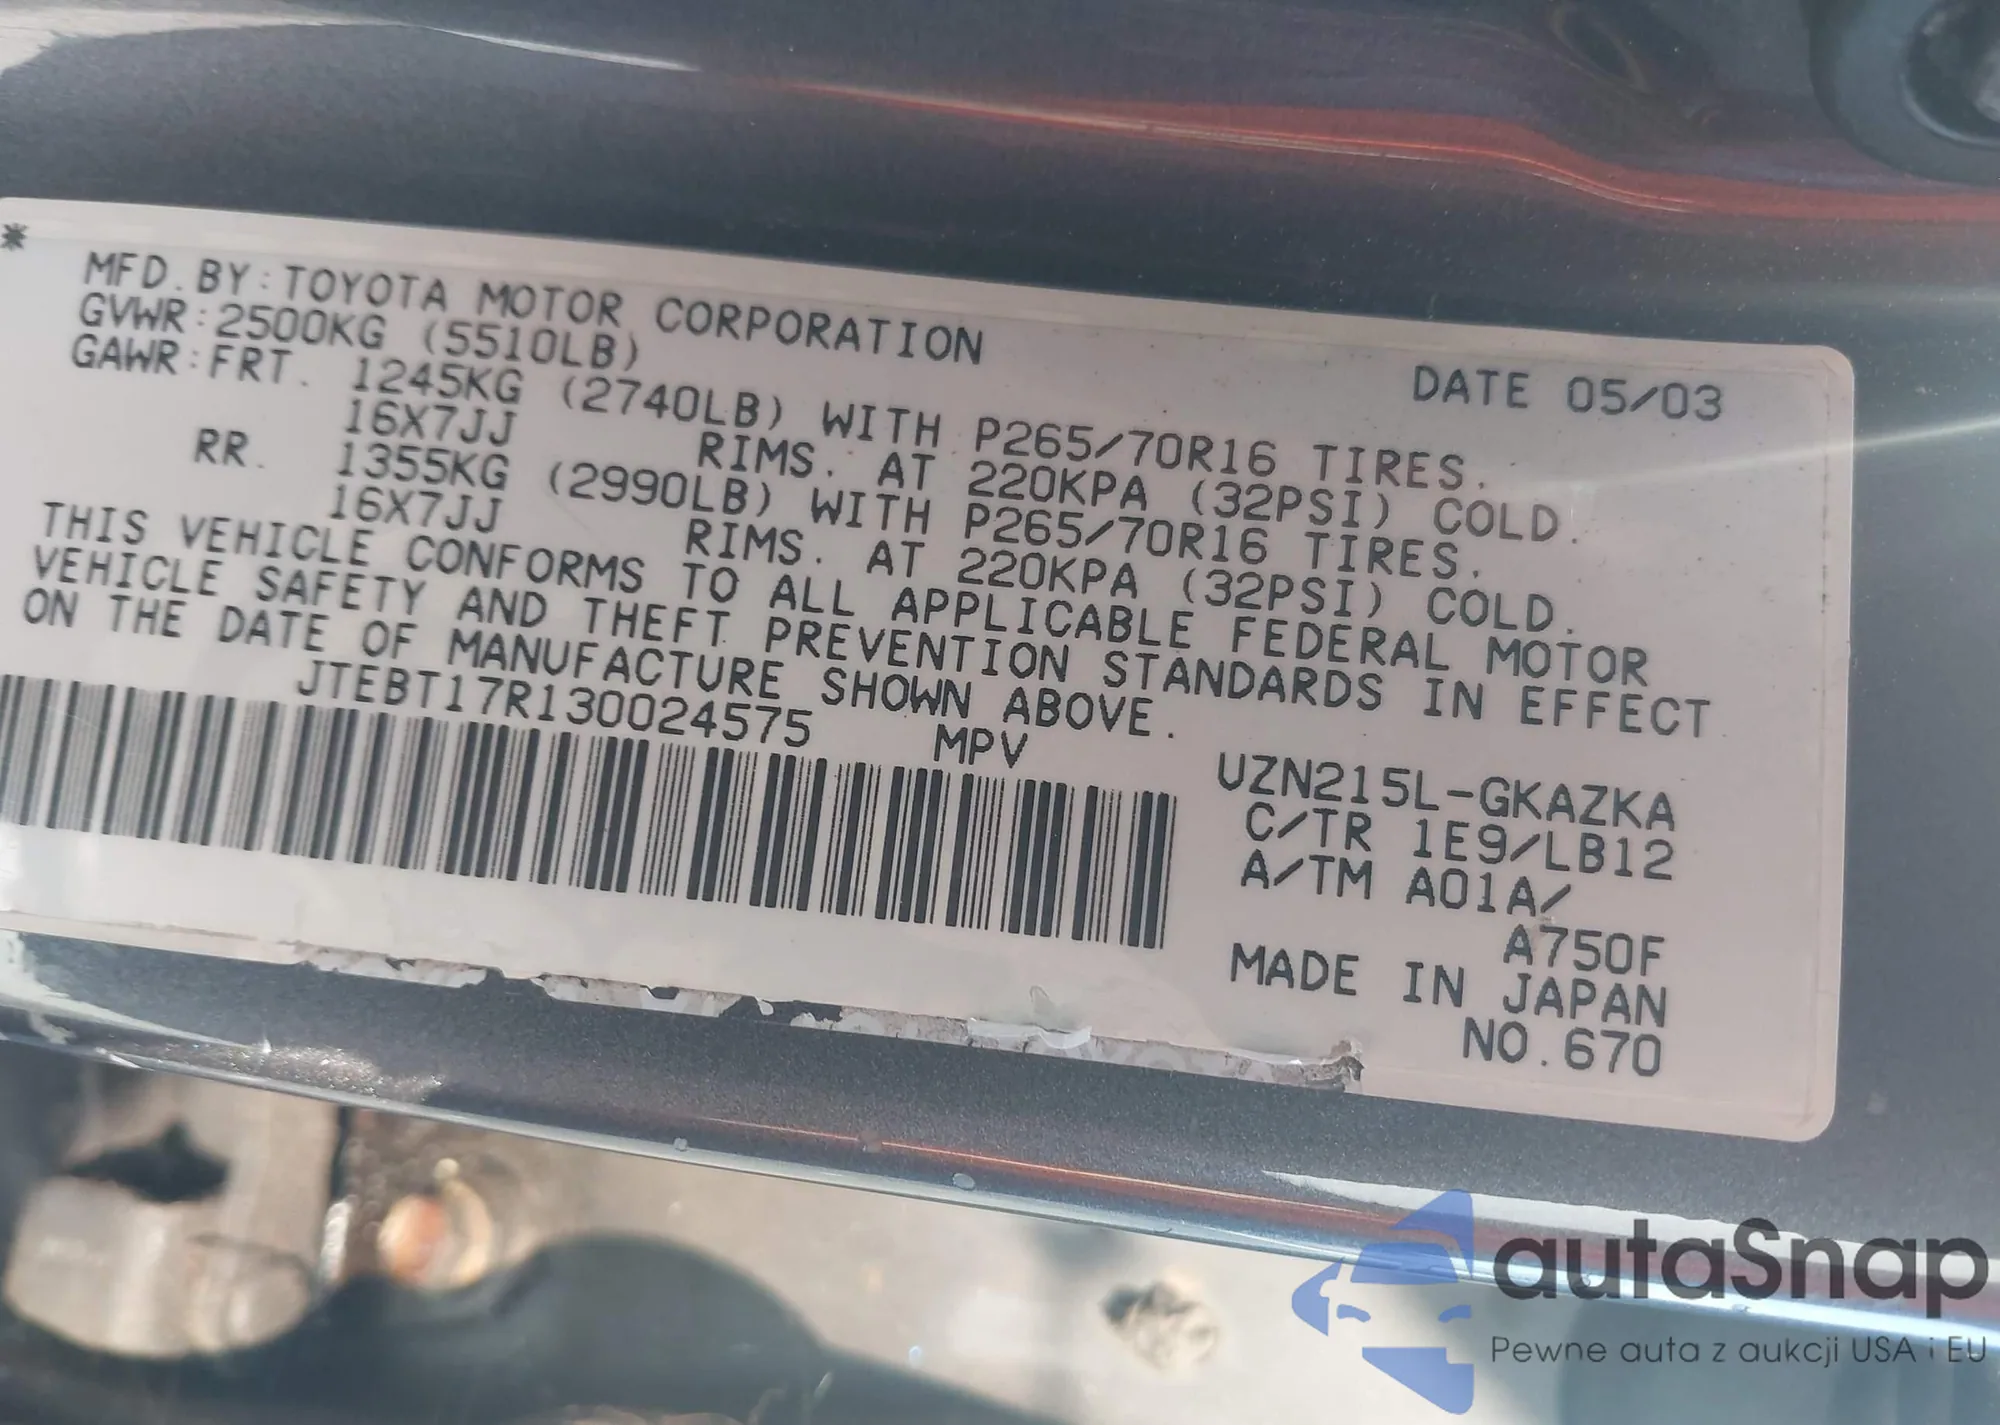 *
MFD. BY: TOYOTA MOTOR CORPORATION DATE 05/03
GVWR: 2500KG (5510LB)
GAWR: FRT. 1245KG (2740LB) WITH P265/70R16 TIRES.
16X7JJ RIMS. AT 220KPA (32PSI) COLD.
RR. 1355KG (2990LB) WITH P265/70R16 TIRES.
16X7JJ RIMS. AT 220KPA (32PSI) COLD.
THIS VEHICLE CONFORMS TO ALL APPLICABLE FEDERAL MOTOR
VEHICLE SAFETY AND THEFT PREVENTION STANDARDS IN EFFECT
ON THE DATE OF MANUFACTURE SHOWN ABOVE.
JTEBT17R130024575 MPV
UZN215L-GKAZKA
C/TR 1E9/LB12
A/TM A01A/
A750F
MADE IN JAPAN
NO.670
autaSnap
Pewne auta z aukcji USA i EU